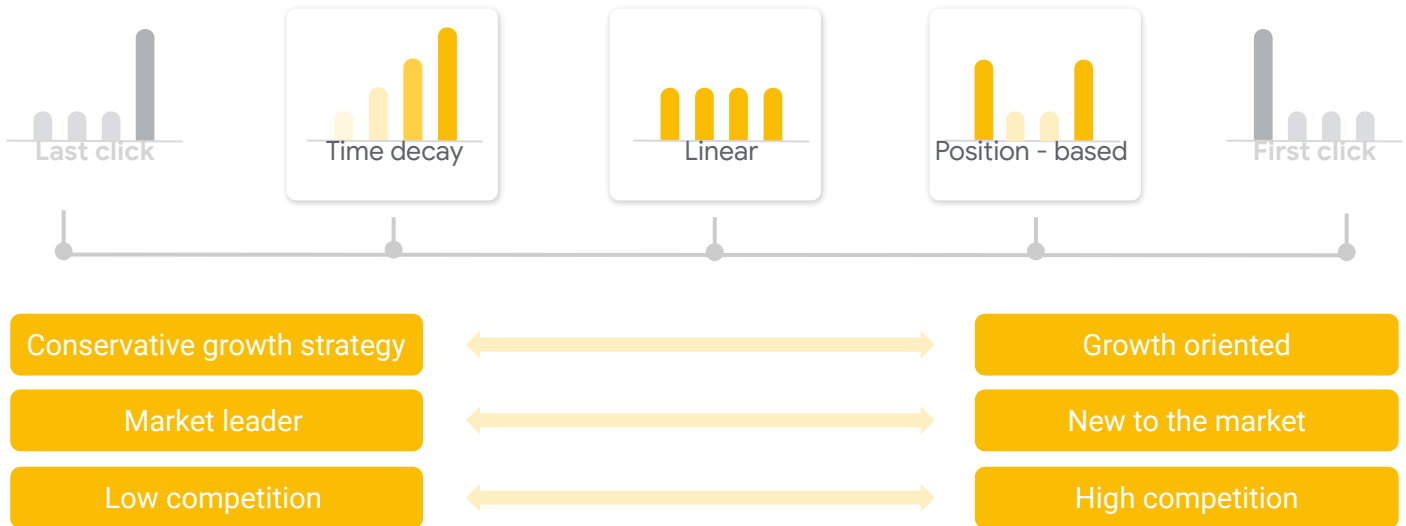 Last click
Time decay
Linear
Position - based
First click
Conservative growth strategy
Growth oriented
Market leader
New to the market
Low competition
High competition